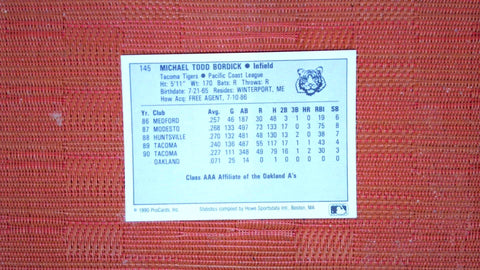 145 MICHAEL TODD BORDICK ● Infield
Tacoma Tigers ● Pacific Coast League
Ht: 5'11" Wt: 170 Bats: R Throws: R
Birthdate: 7-21-65 Resides: WINTERPORT, ME
How Acq: FREE AGENT, 7-10-86
Yr. Club Avg. G AB R H 2B 3B HR RBI SB
86 MEDFORD .257 46 187 30 48 3 1 0 19 6
87 MODESTO .268 133 497 73 133 17 0 3 75 8
88 HUNTSVILLE .270 132 481 48 130 13 2 0 38 7
89 TACOMA .240 136 487 55 117 17 1 1 43 4
90 TACOMA .227 111 348 49 79 16 1 2 30 3
OAKLAND .071 25 14 0 1 0 0 0 0 0
Class AAA Affiliate of the Oakland A's
© 1990 ProCards, Inc. Statistics compiled by Howe Sportsdata Int., Boston, MA